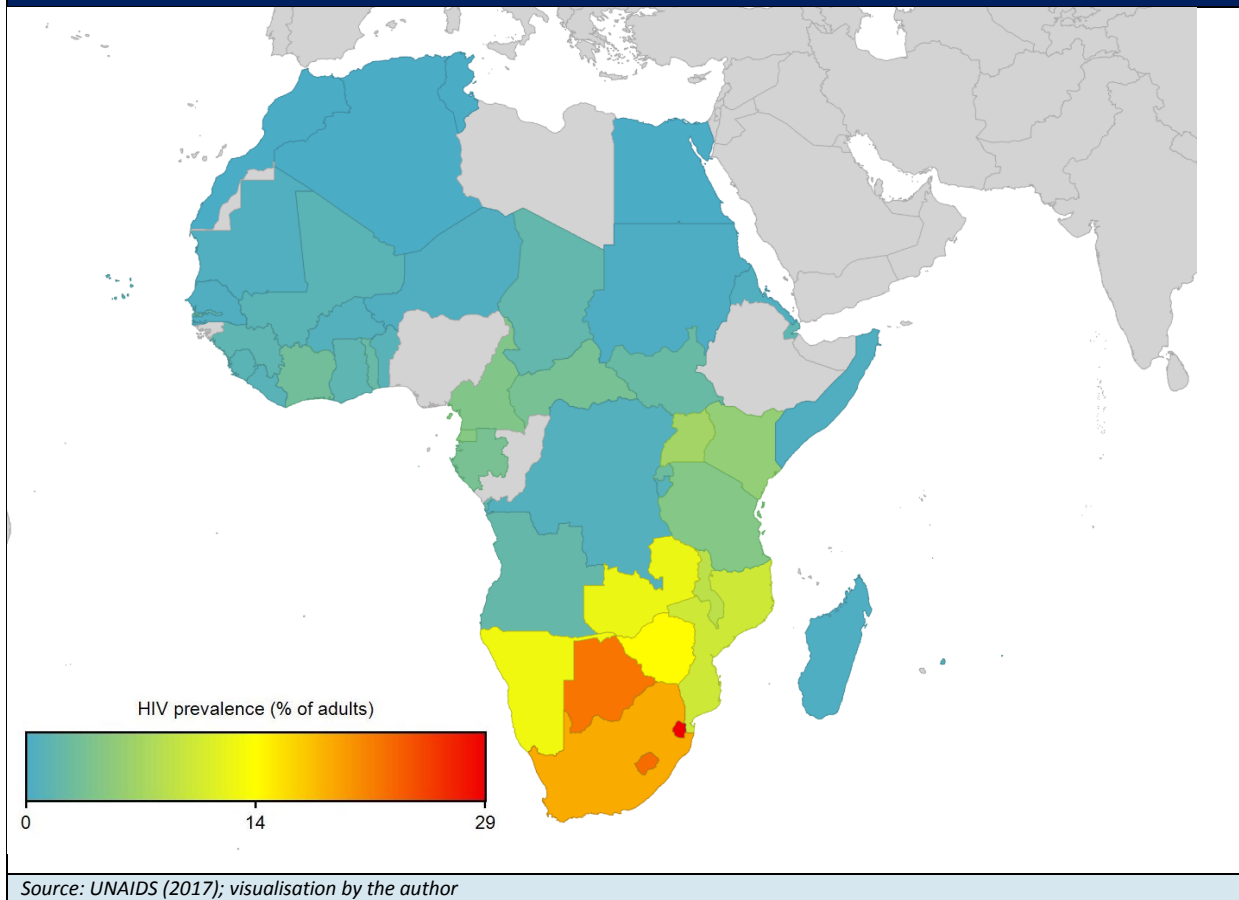 HIV prevalence (% of adults)
0 14 29
Source: UNAIDS (2017); visualisation by the author